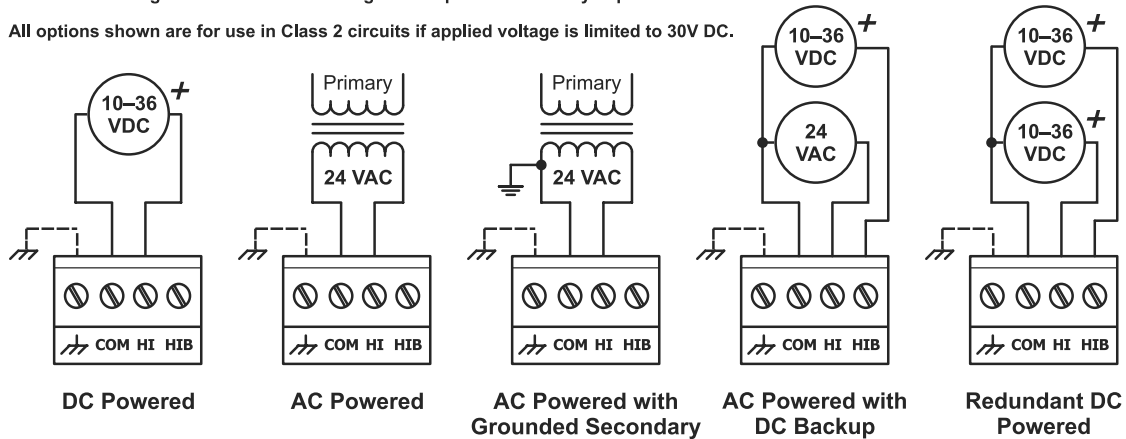 All options shown are for use in Class 2 circuits if applied voltage is limited to 30V DC.
10–36
VDC
+
COM HI HIB
DC Powered
Primary
24 VAC
COM HI HIB
AC Powered
Primary
24 VAC
COM HI HIB
AC Powered with
Grounded Secondary
10–36
VDC
+
24
VAC
COM HI HIB
AC Powered with
DC Backup
10–36
VDC
+
10–36
VDC
+
COM HI HIB
Redundant DC
Powered